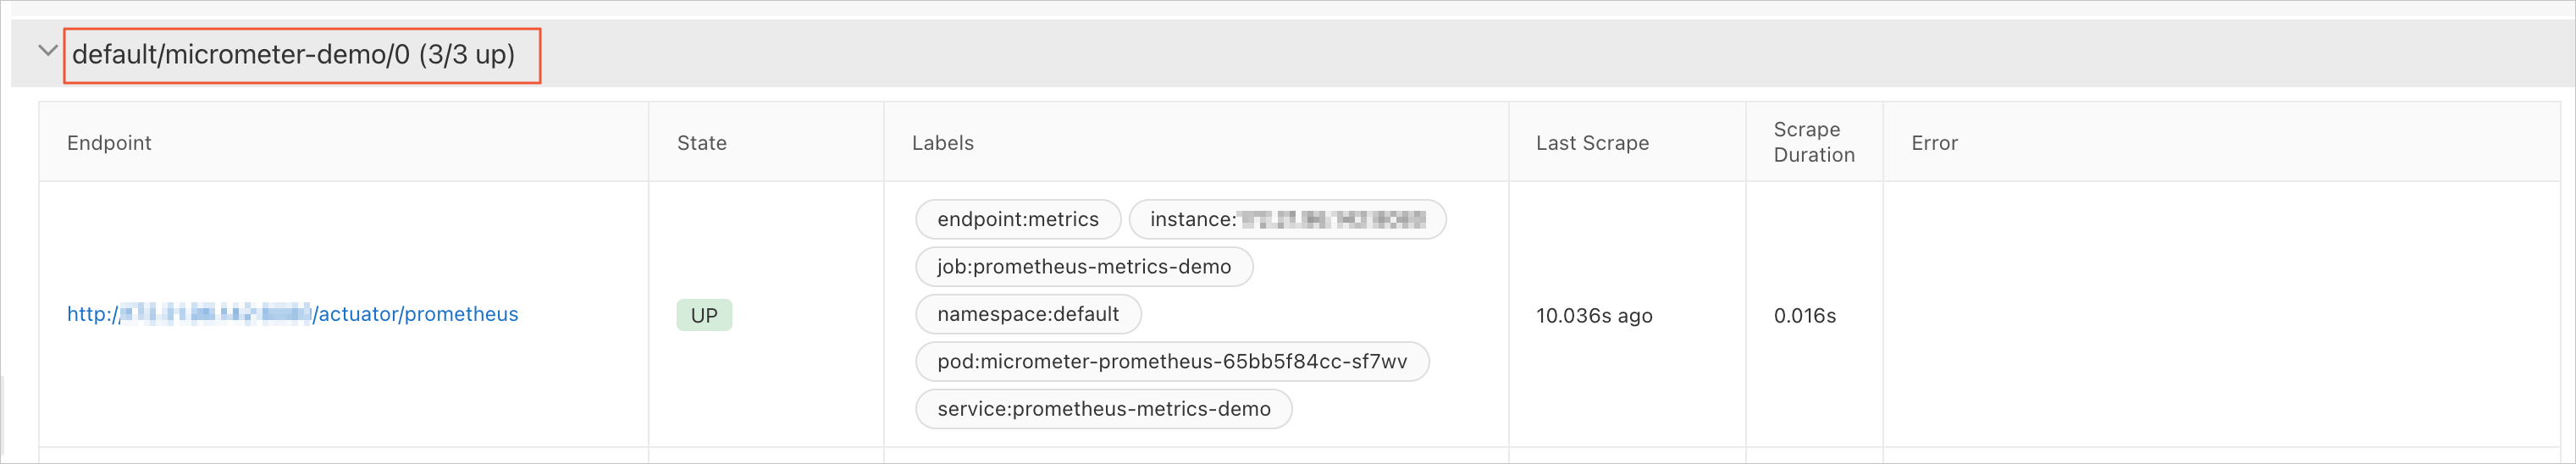 default/micrometer-demo/0 (3/3 up)
Endpoint State Labels Last Scrape Scrape Duration Error
endpoint:metrics instance:
job:prometheus-metrics-demo
http:/ /actuator/prometheus UP namespace:default 10.036s ago 0.016s
pod:micrometer-prometheus-65bb5f84cc-sf7wv
service:prometheus-metrics-demo